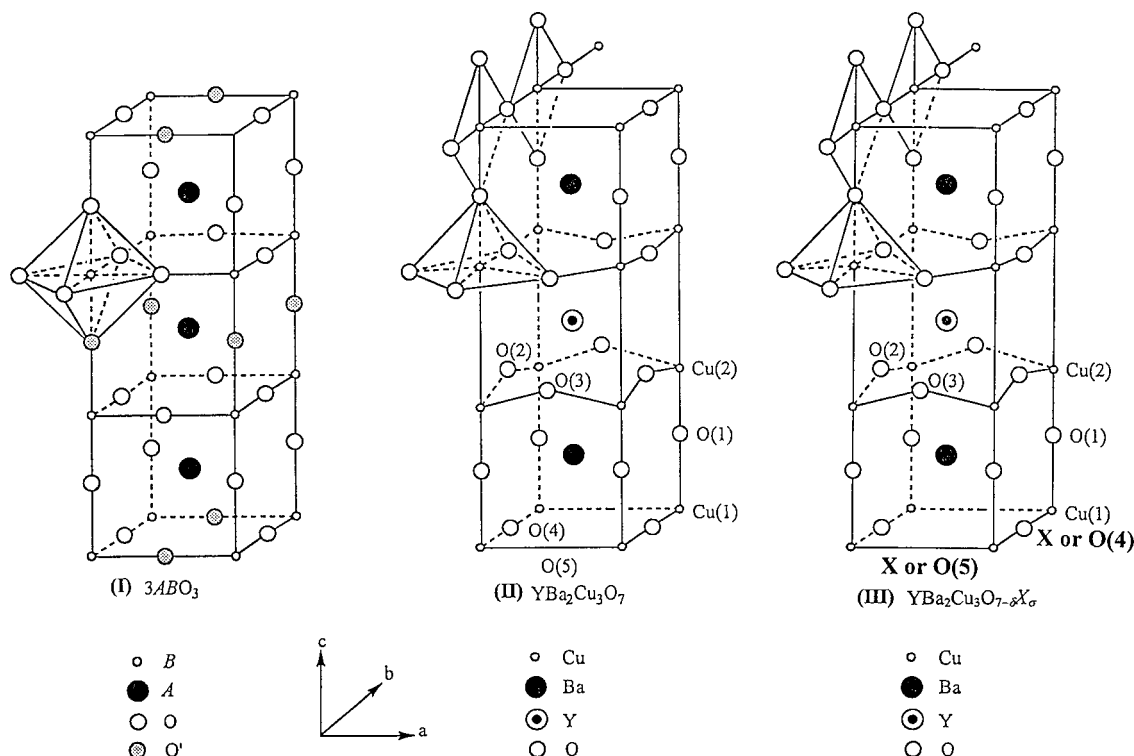 O(2)
O(3)
Cu(2)
O(1)
Cu(1)
O(4)
O(5)
O(2)
O(3)
Cu(2)
O(1)
Cu(1)
X or O(4)
X or O(5)
(I) 3ABO₃
(II) YBa₂Cu₃O₇
(III) YBa₂Cu₃O₇₋δXσ
B
A
O
O'
c
b
a
Cu
Ba
Y
O
Cu
Ba
Y
O